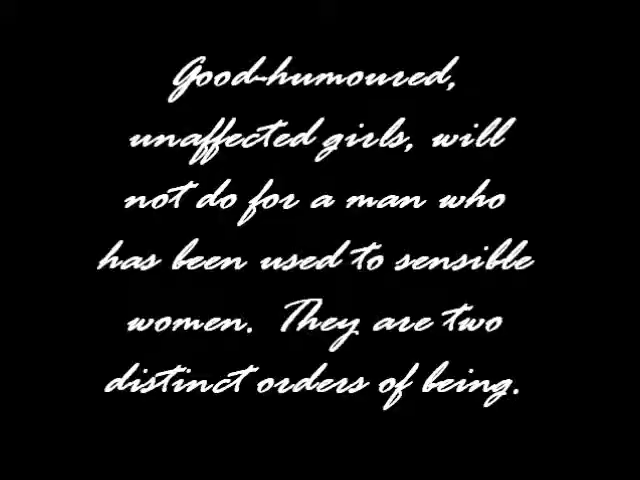 Good-humoured,
unaffected girls, will
not do for a man who
has been used to sensible
women. They are two
distinct orders of being.